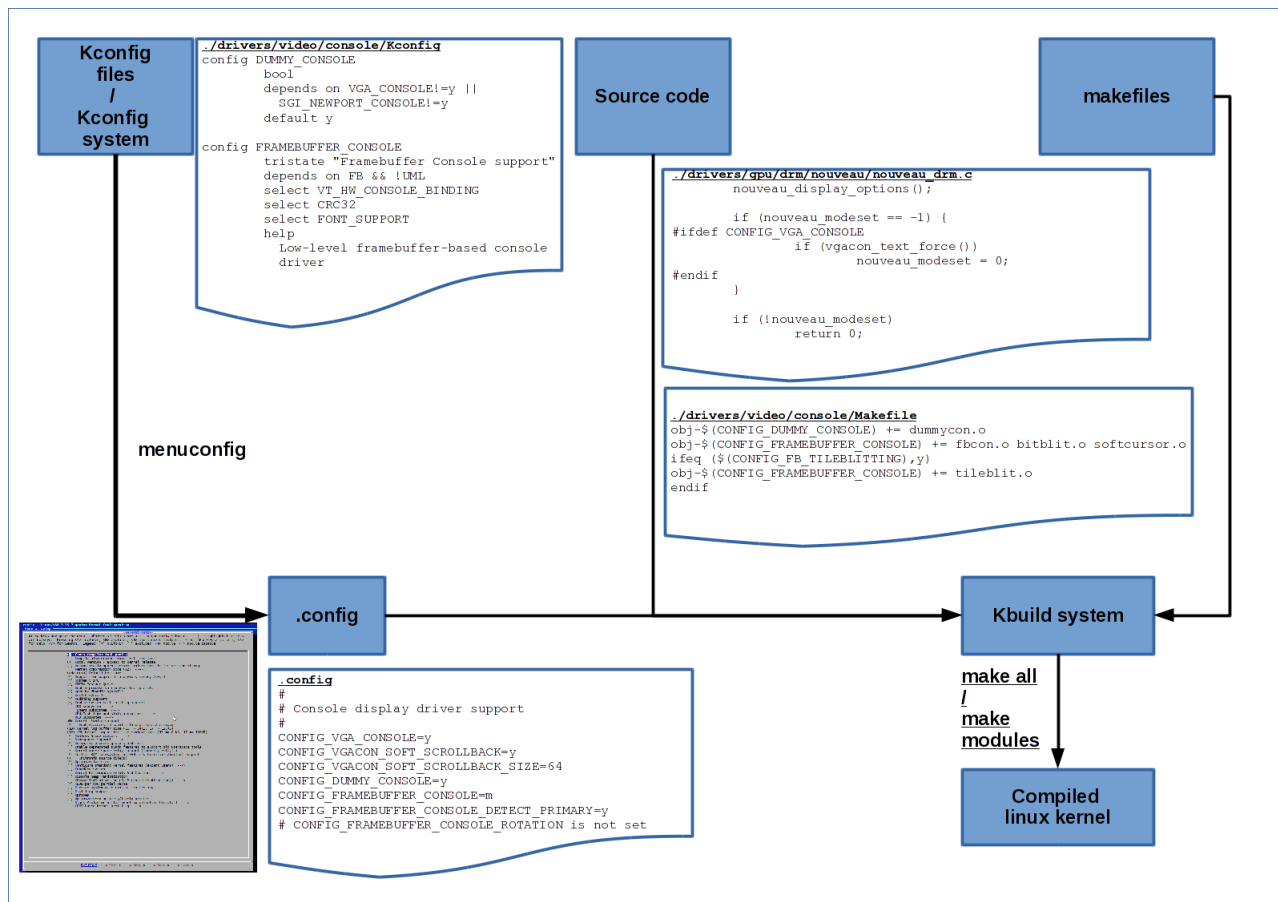 Kconfig
files
/
Kconfig
system
./drivers/video/console/Kconfig
config DUMMY_CONSOLE
bool
depends on VGA_CONSOLE!=y ||
SGI_NEWPORT_CONSOLE!=y
default y
config FRAMEBUFFER_CONSOLE
tristate "Framebuffer Console support"
depends on FB && !UML
select VT_HW_CONSOLE_BINDING
select CRC32
select FONT_SUPPORT
help
Low-level framebuffer-based console
driver
Source code
makefiles
./drivers/gpu/drm/nouveau/nouveau_drm.c
nouveau_display_options();
if (nouveau_modeset == -1) {
#ifdef CONFIG_VGA_CONSOLE
if (vgacon_text_force())
nouveau_modeset = 0;
#endif
}
if (!nouveau_modeset)
return 0;
./drivers/video/console/Makefile
obj-$(CONFIG_DUMMY_CONSOLE) += dummycon.o
obj-$(CONFIG_FRAMEBUFFER_CONSOLE) += fbcon.o bitblit.o softcursor.o
ifeq ($(CONFIG_FB_TILEBLITTING),y)
obj-$(CONFIG_FRAMEBUFFER_CONSOLE) += tileblit.o
endif
menuconfig
.config
Kbuild system
.config
#
# Console display driver support
#
CONFIG_VGA_CONSOLE=y
CONFIG_VGACON_SOFT_SCROLLBACK=y
CONFIG_VGACON_SOFT_SCROLLBACK_SIZE=64
CONFIG_DUMMY_CONSOLE=y
CONFIG_FRAMEBUFFER_CONSOLE=m
CONFIG_FRAMEBUFFER_CONSOLE_DETECT_PRIMARY=y
# CONFIG_FRAMEBUFFER_CONSOLE_ROTATION is not set
make all
/
make
modules
Compiled
linux kernel